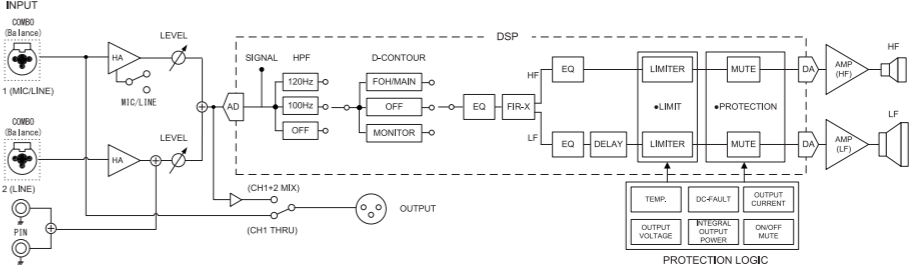 INPUT
COMBO
(Balance)
1 (MIC/LINE)
HA
LEVEL
MIC/LINE
COMBO
(Balance)
2 (LINE)
HA
LEVEL
PIN
(CH1+2 MIX)
(CH1 THRU)
OUTPUT
DSP
AD
SIGNAL
HPF
120Hz
100Hz
OFF
D-CONTOUR
FOH/MAIN
OFF
MONITOR
EQ
FIR-X
HF
LF
EQ
EQ
DELAY
LIMITER
●LIMIT
LIMITER
MUTE
●PROTECTION
MUTE
DA
DA
AMP
(HF)
AMP
(LF)
HF
LF
TEMP.
DC-FAULT
OUTPUT
CURRENT
OUTPUT
VOLTAGE
INTEGRAL
OUTPUT
POWER
ON/OFF
MUTE
PROTECTION LOGIC